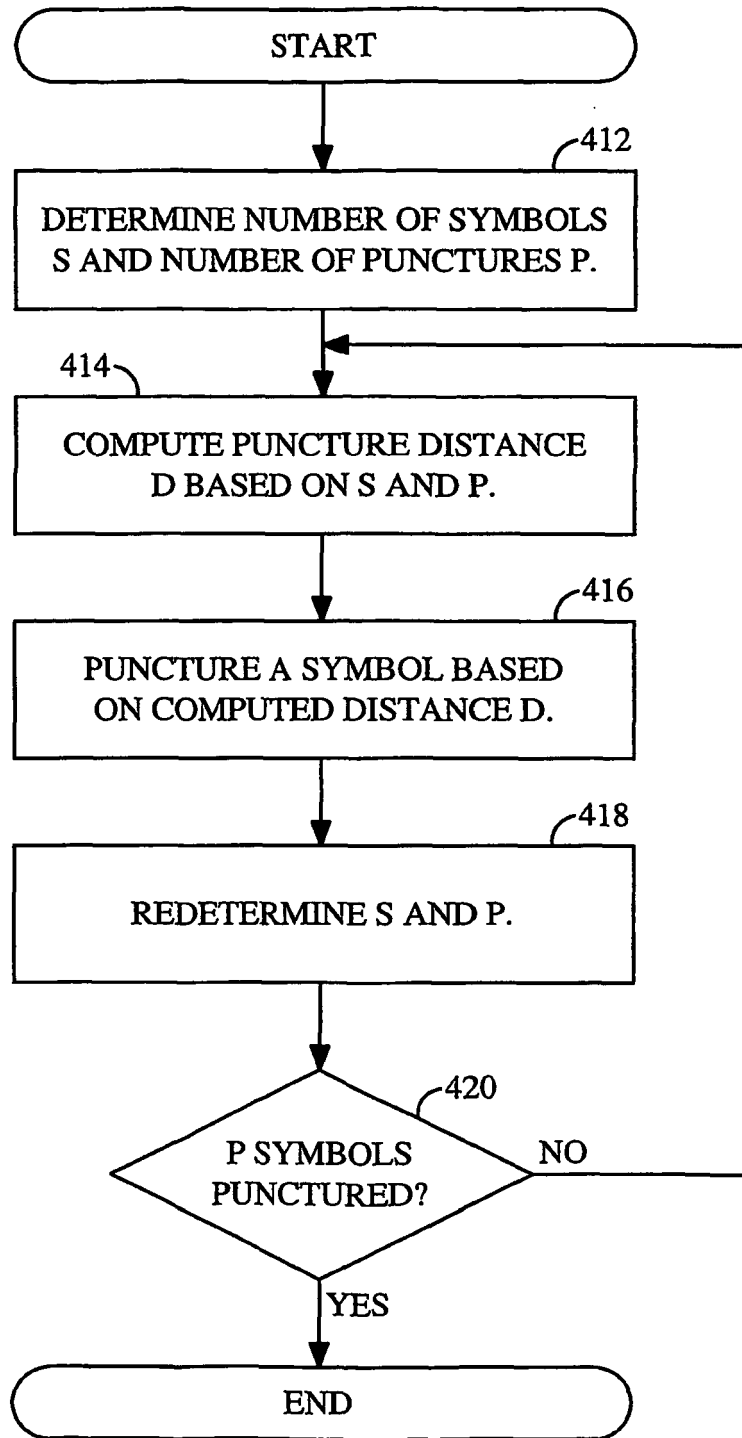 START
412
DETERMINE NUMBER OF SYMBOLS
S AND NUMBER OF PUNCTURES P.
414
COMPUTE PUNCTURE DISTANCE
D BASED ON S AND P.
416
PUNCTURE A SYMBOL BASED
ON COMPUTED DISTANCE D.
418
REDETERMINE S AND P.
420
P SYMBOLS
PUNCTURED?
NO
YES
END